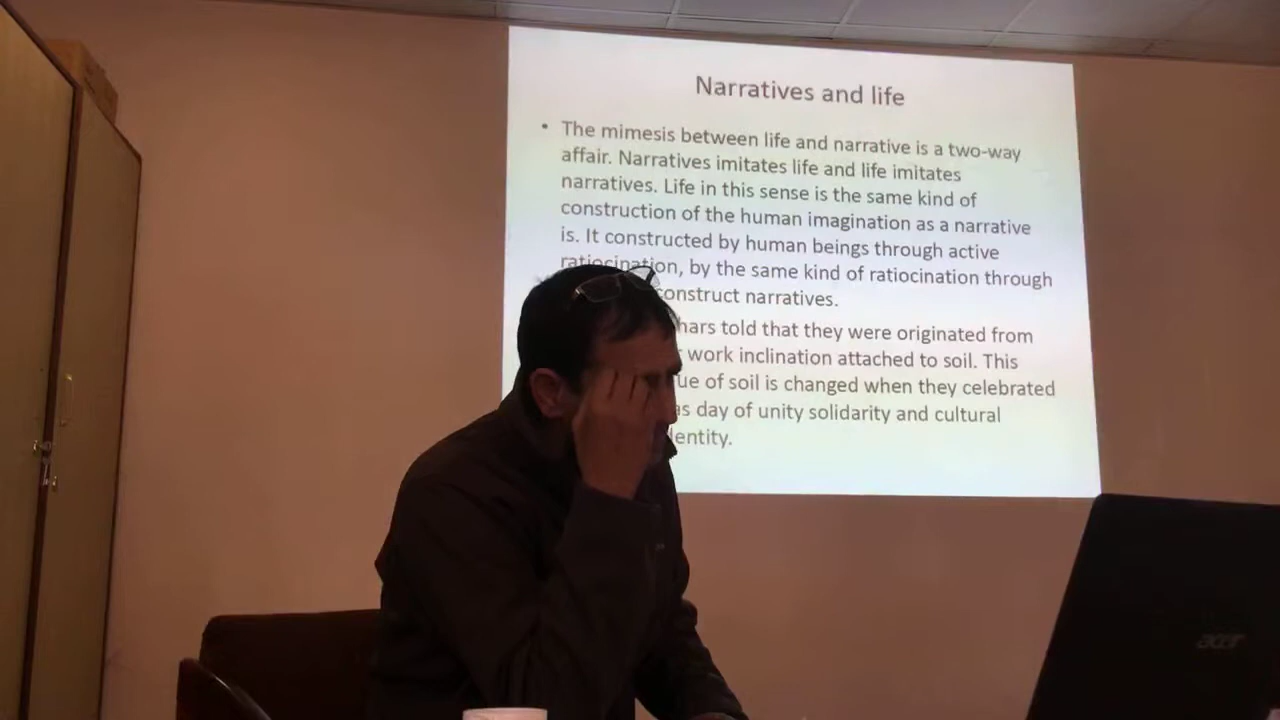 Narratives and life
• The mimesis between life and narrative is a two-way
affair. Narratives imitates life and life imitates
narratives. Life in this sense is the same kind of
construction of the human imagination as a narrative
is. It constructed by human beings through active
ratiocination, by the same kind of ratiocination through
construct narratives.
told that they were originated from
work inclination attached to soil. This
of soil is changed when they celebrated
as day of unity solidarity and cultural
acer